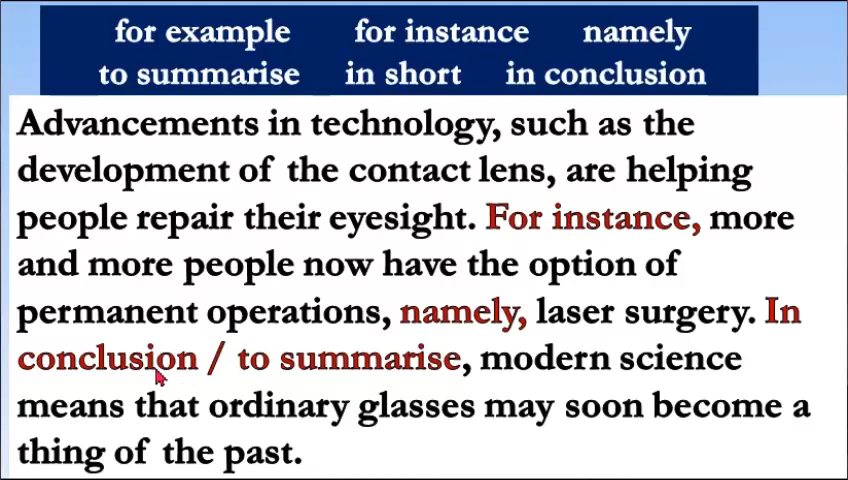 for example for instance namely
to summarise in short in conclusion
Advancements in technology, such as the
development of the contact lens, are helping
people repair their eyesight. For instance, more
and more people now have the option of
permanent operations, namely, laser surgery. In
conclusion / to summarise, modern science
means that ordinary glasses may soon become a
thing of the past.